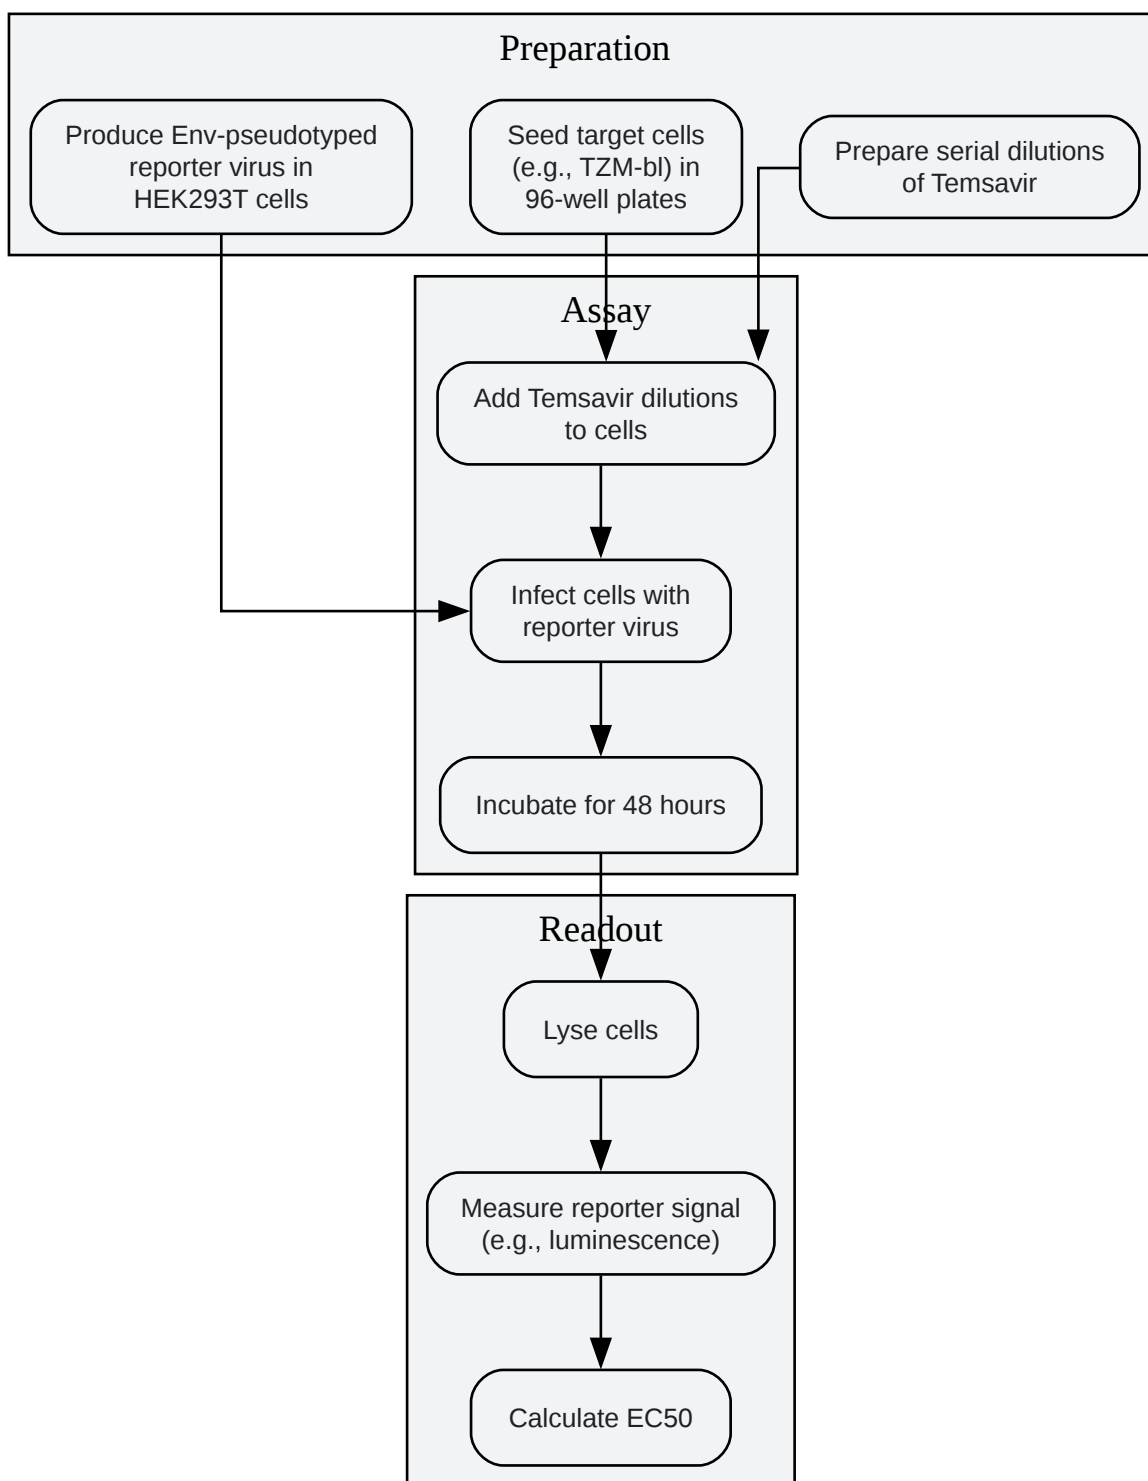 Preparation
Produce Env-pseudotyped
reporter virus in
HEK293T cells
Seed target cells
(e.g., TZM-bl) in
96-well plates
Prepare serial dilutions
of Temsavir
Assay
Add Temsavir dilutions
to cells
Infect cells with
reporter virus
Incubate for 48 hours
Readout
Lyse cells
Measure reporter signal
(e.g., luminescence)
Calculate EC50